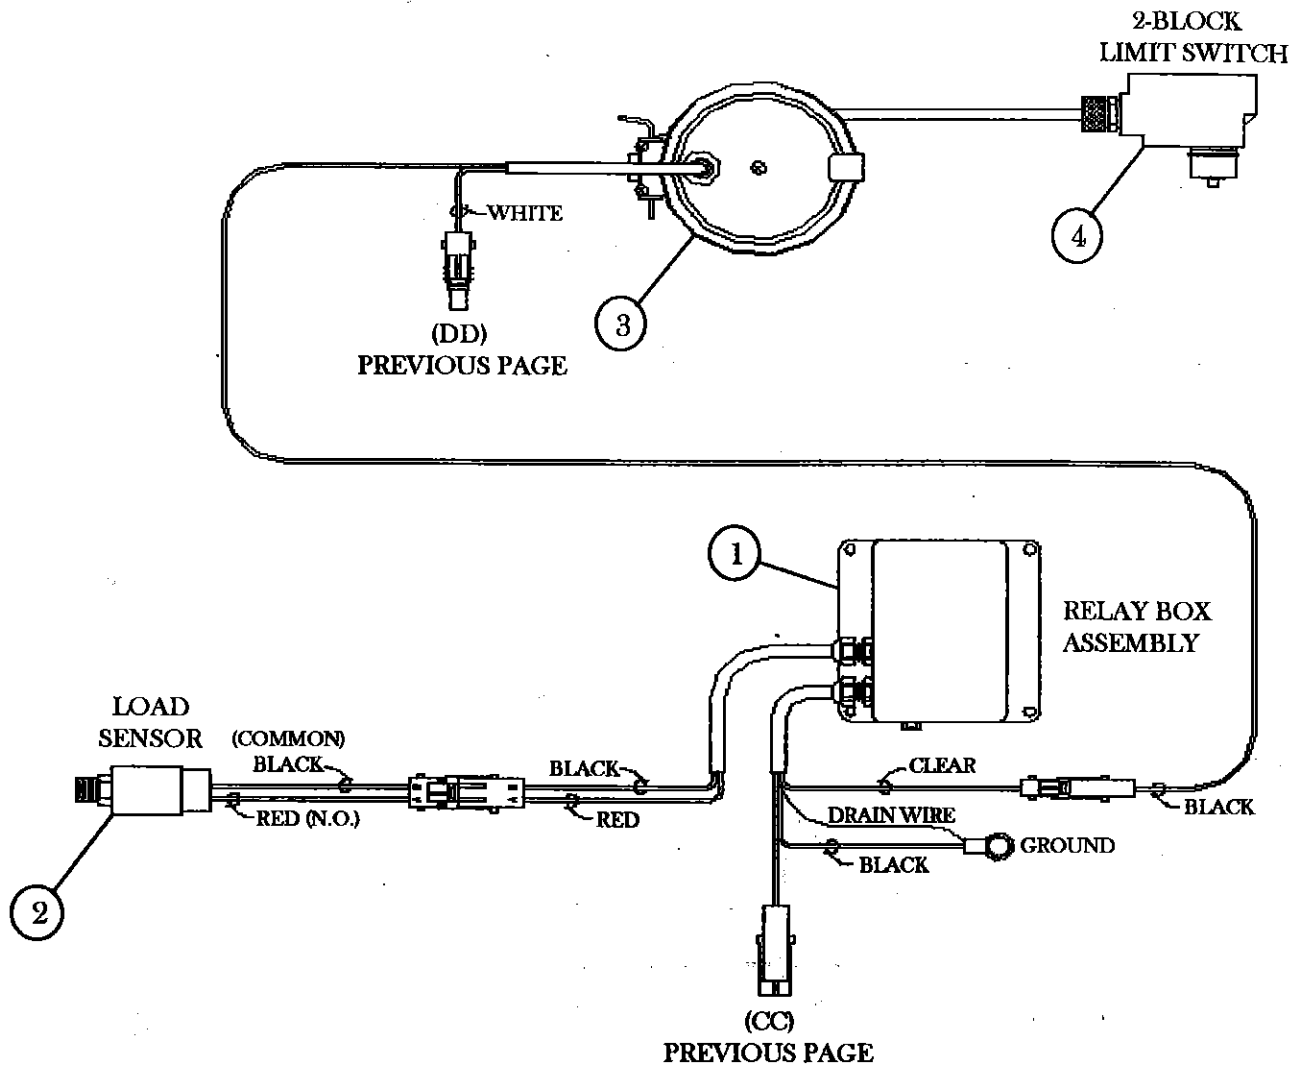 2-BLOCK
LIMIT SWITCH
WHITE
4
3
(DD)
PREVIOUS PAGE
1
RELAY BOX
ASSEMBLY
LOAD
SENSOR
(COMMON)
BLACK
BLACK
CLEAR
RED (N.O.)
RED
DRAIN WIRE
BLACK
GROUND
BLACK
2
(CC)
PREVIOUS PAGE